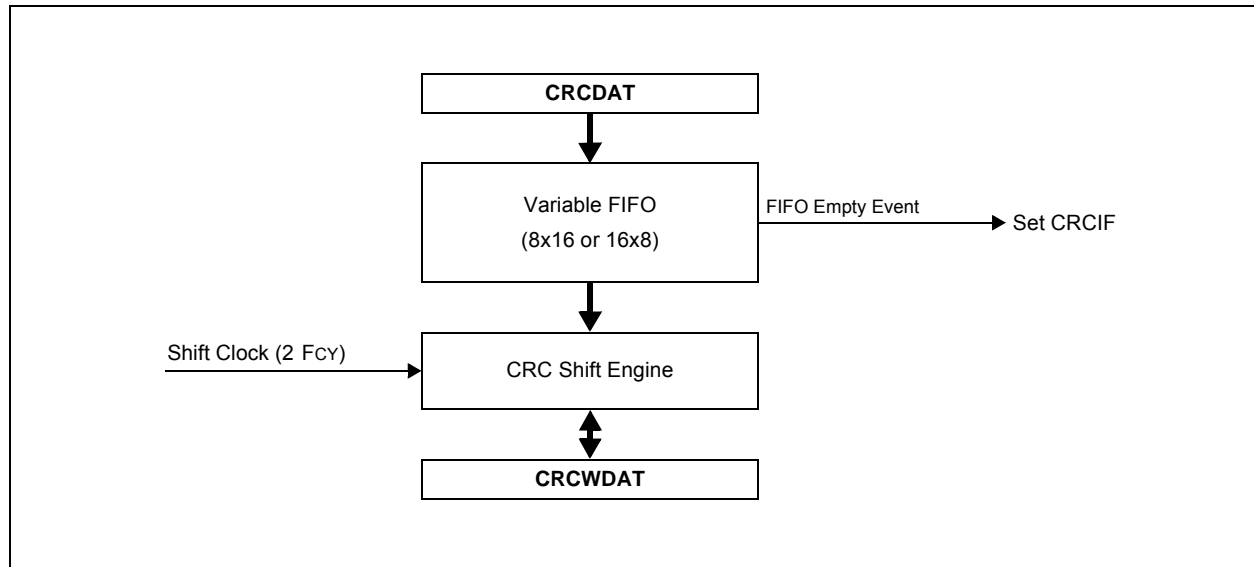 CRCDAT
Variable FIFO
(8x16 or 16x8)
FIFO Empty Event
Set CRCIF
Shift Clock (2 FCY)
CRC Shift Engine
CRCWDAT